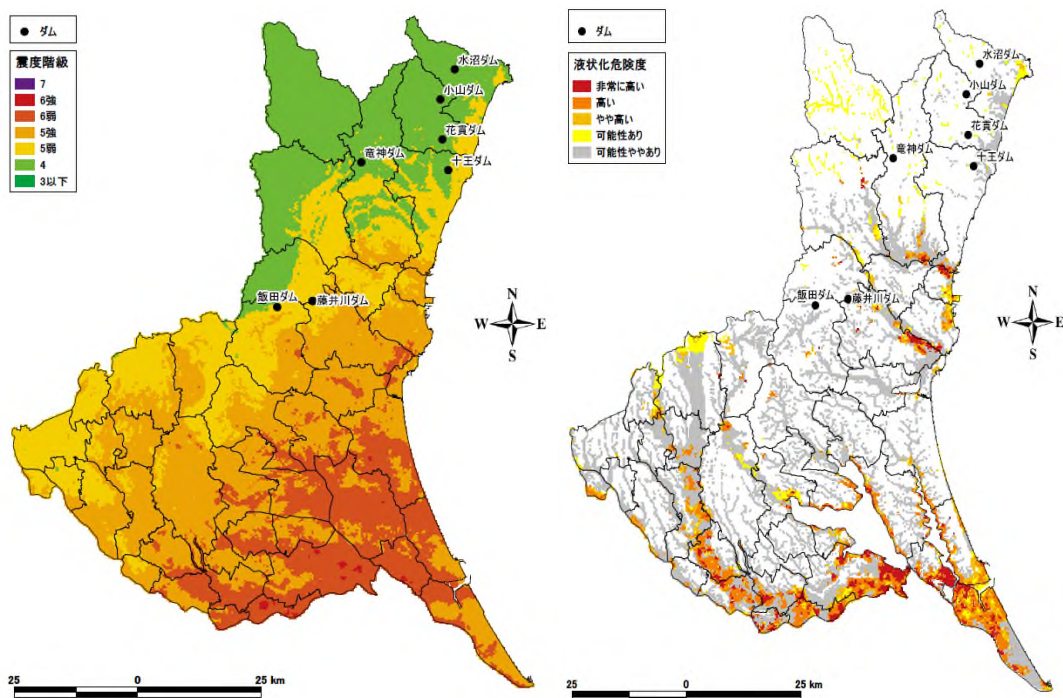 ダム
震度階級
7
6強
6弱
5強
5弱
4
3以下
水沼ダム
小山ダム
花貫ダム
竜神ダム
十王ダム
飯田ダム
藤井川ダム
N
W E
S
25 0 25 km
ダム
液状化危険度
非常に高い
高い
やや高い
可能性あり
可能性ややあり
水沼ダム
小山ダム
花貫ダム
竜神ダム
十王ダム
飯田ダム
藤井川ダム
N
W E
S
25 0 25 km